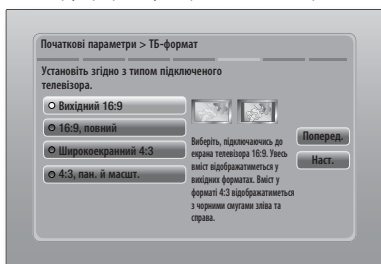 Початкові параметри > ТБ-формат
Установіть згідно з типом підключеного
телевізора.
Вихідний 16:9
16:9, повний
Широкоекранний 4:3
4:3, пан. й масшт.
Виберіть, підключаючись до
екрана телевізора 16:9. Увесь
вміст відображатиметься у
вихідних форматах. Вміст у
форматі 4:3 відображатиметься
з чорними смугами зліва та
справа.
Поперед.
Наст.